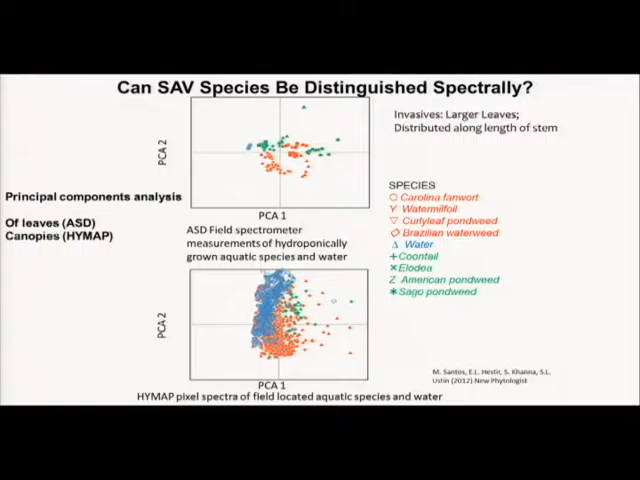 Can SAV Species Be Distinguished Spectrally?
PCA 2
PCA 1
Invasives: Larger Leaves;
Distributed along length of stem
Principal components analysis
Of leaves (ASD)
Canopies (HYMAP)
ASD Field spectrometer
measurements of hydroponically
grown aquatic species and water
SPECIES
Carolina fanwort
Y Watermilfoil
Curlyleaf pondweed
Brazilian waterweed
Δ Water
+ Coontail
× Elodea
Z American pondweed
* Sago pondweed
PCA 2
PCA 1
HYMAP pixel spectra of field located aquatic species and water
M. Santos, E.L. Hestir, S. Khanna, S.L.
Ustin (2012) New Phytologist